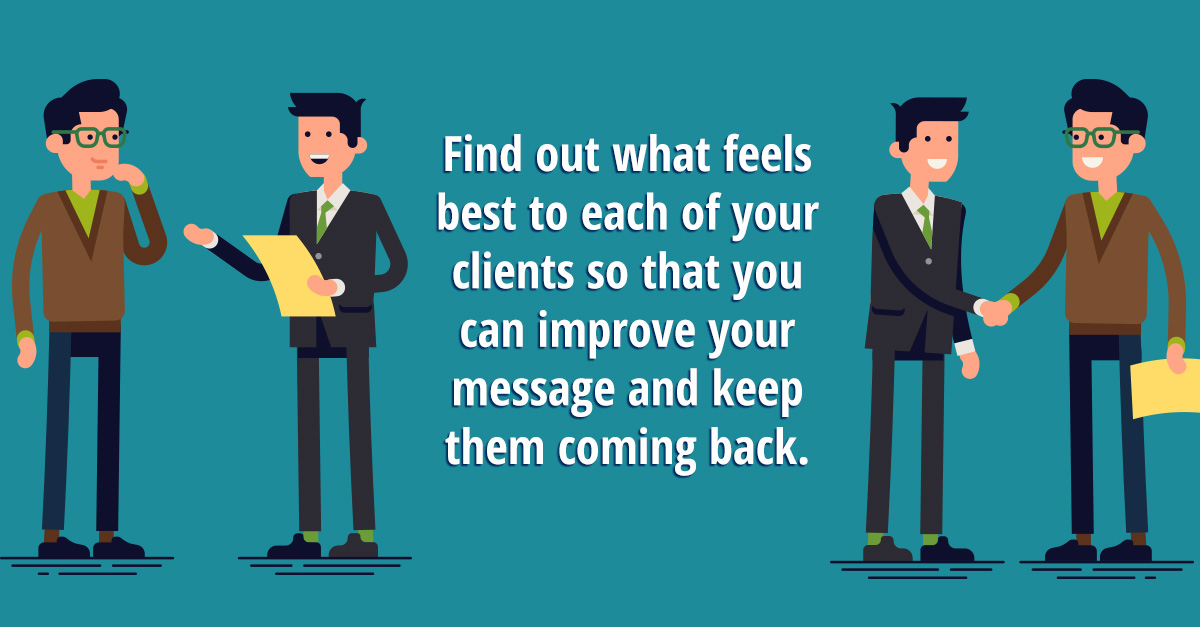 Find out what feels
best to each of your
clients so that you
can improve your
message and keep
them coming back.